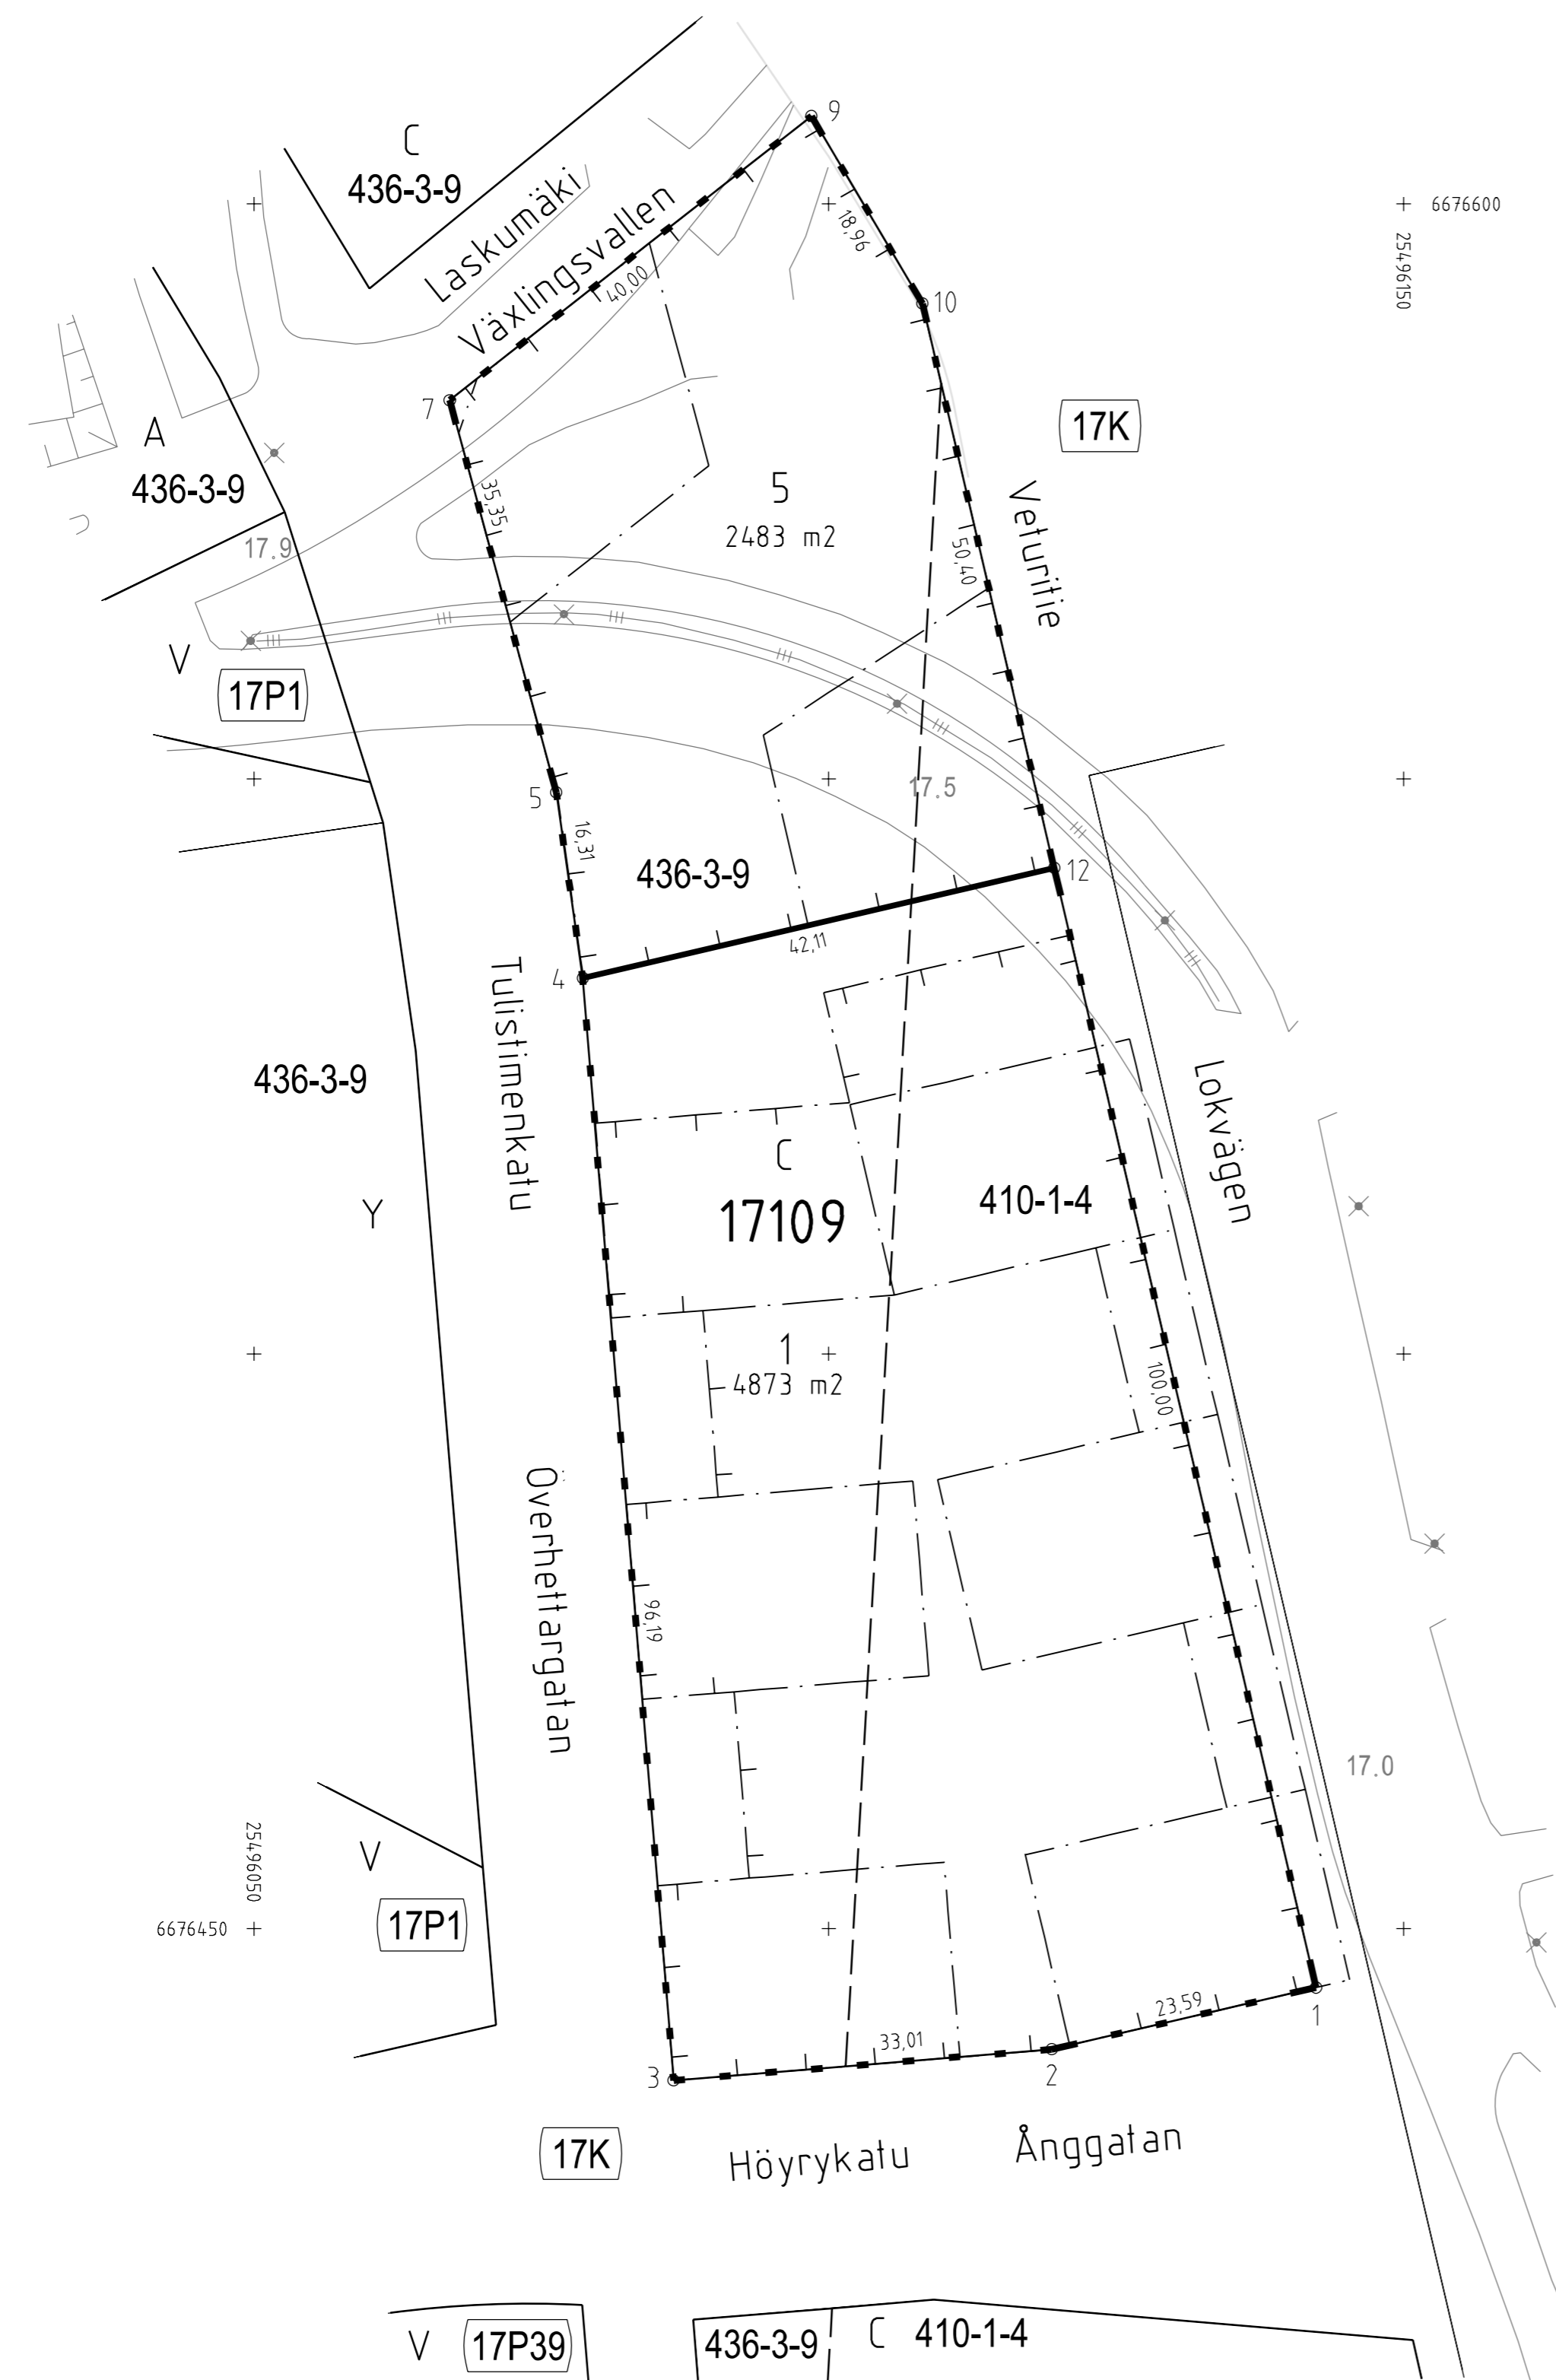 9
C
436-3-9
Laskumäki
Växlingsvallen
40,00
18,96
6676600
25496150
10
7
17K
A
436-3-9
35,35
5
2483 m2
Veturitie
50,40
17.9
V
17P1
17.5
5
16,31
436-3-9
12
42,11
4
Tulistimenkatu
436-3-9
Lokvägen
C
17109
410-1-4
Y
1
4873 m2
100,00
Överhettargatan
96,19
17.0
25496050
V
17P1
6676450
1
23,59
33,01
2
3
17K
Höyrykatu
Ånggatan
V
17P39
436-3-9
C
410-1-4